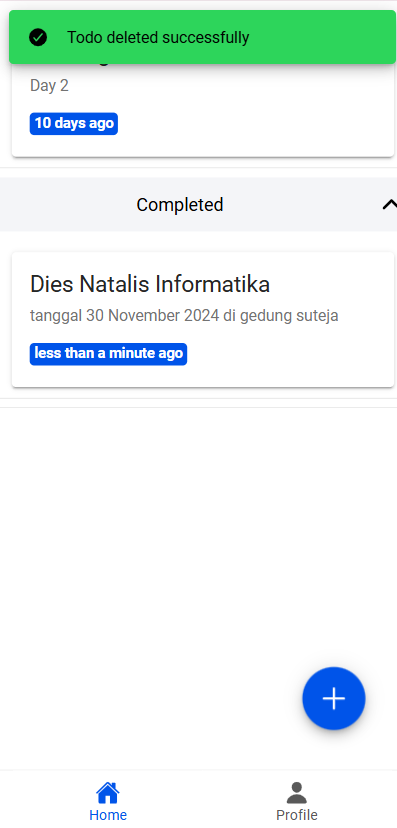 Todo deleted successfully
Day 2
10 days ago
Completed
Dies Natalis Informatika
tanggal 30 November 2024 di gedung suteja
less than a minute ago
Home
Profile